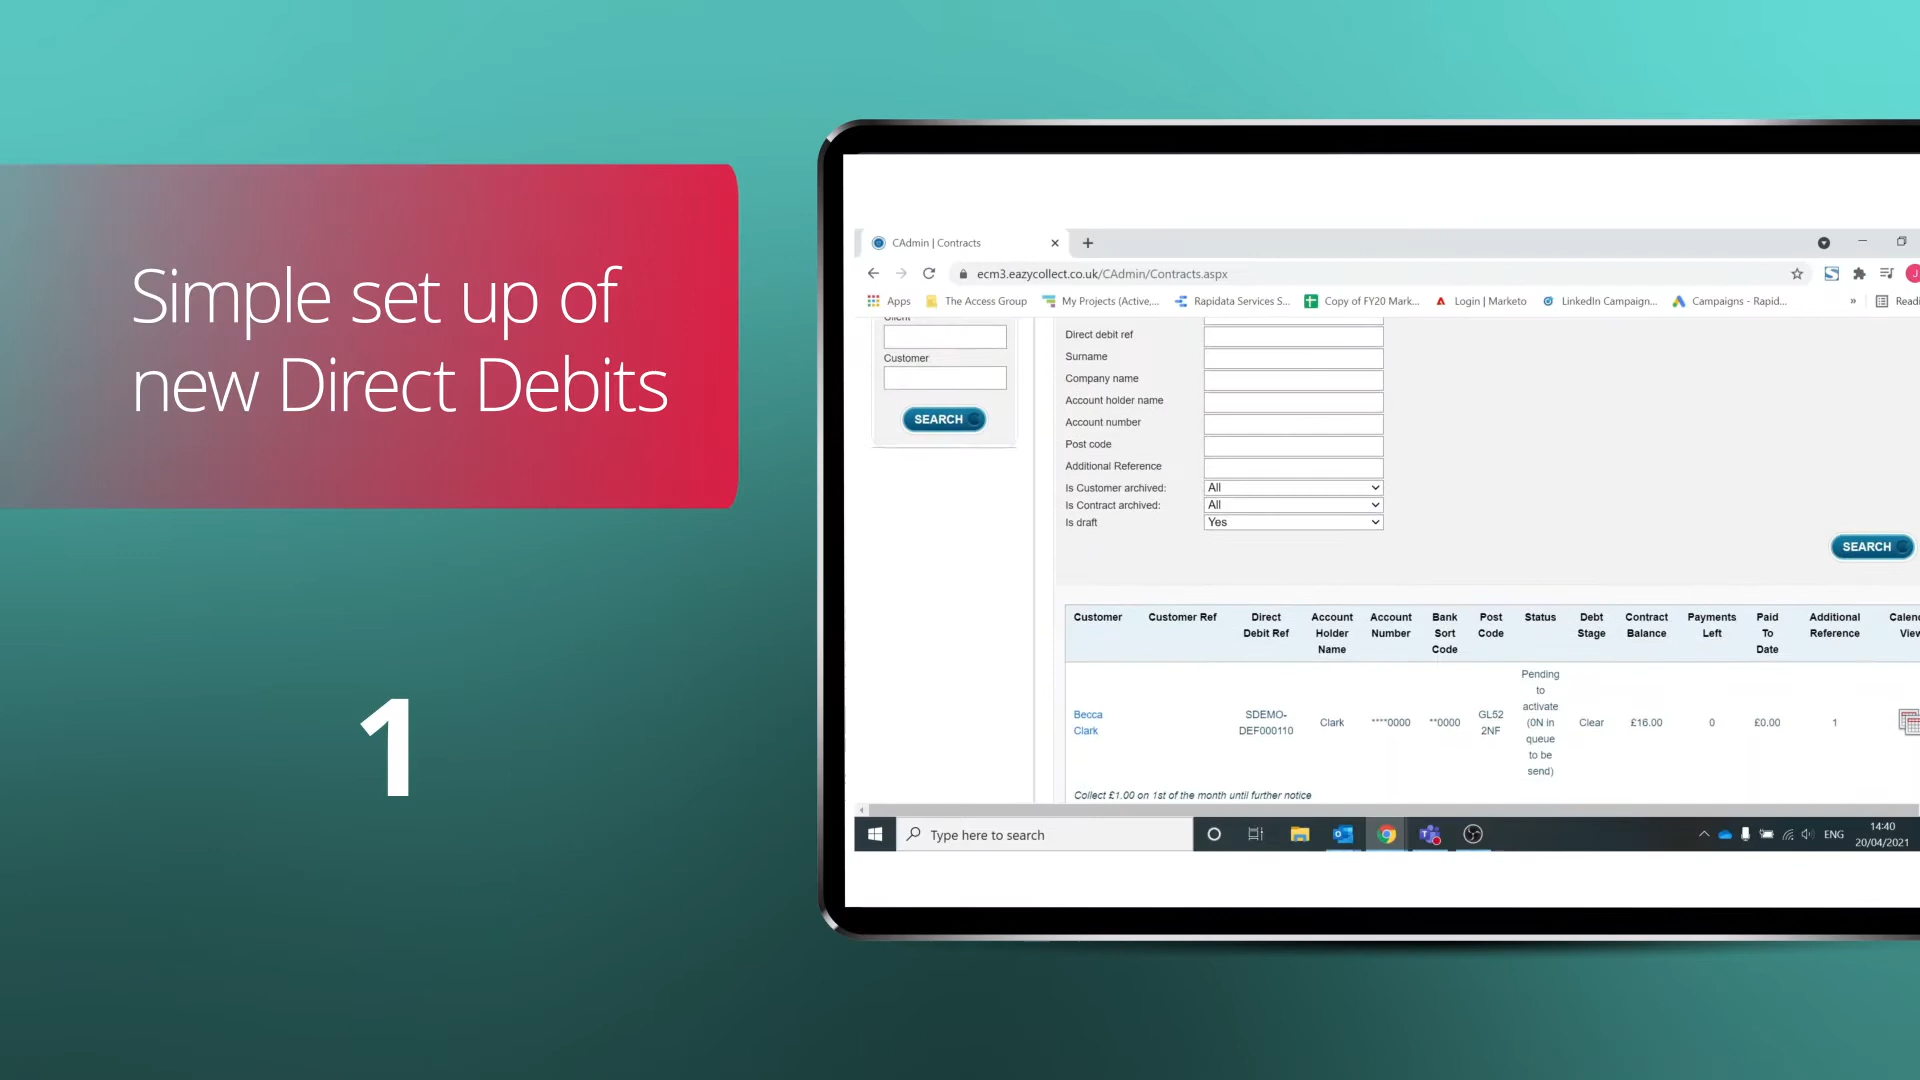 Simple set up of
new Direct Debits
1
CAdmin | Contracts
ecm3.eazycollect.co.uk/CAdmin/Contracts.aspx
Apps
The Access Group
My Projects (Active,...
Rapidata Services S...
Copy of FY20 Mark...
Login | Marketo
LinkedIn Campaign...
Campaigns - Rapid...
»
Readi
Client
Customer
SEARCH
Direct debit ref
Surname
Company name
Account holder name
Account number
Post code
Additional Reference
Is Customer archived: All
Is Contract archived: All
Is draft Yes
SEARCH
Customer
Customer Ref
Direct
Debit Ref
Account
Holder
Name
Account
Number
Bank
Sort
Code
Post
Code
Status
Debt
Stage
Contract
Balance
Payments
Left
Paid
To
Date
Additional
Reference
Calen
View
Becca
Clark
SDEMO-
DEF000110
Clark
****0000
**0000
GL52
2NF
Pending
to
activate
(0N in
queue
to be
send)
Clear
£16.00
0
£0.00
1
Collect £1.00 on 1st of the month until further notice
Type here to search
ENG
14:40
20/04/2021